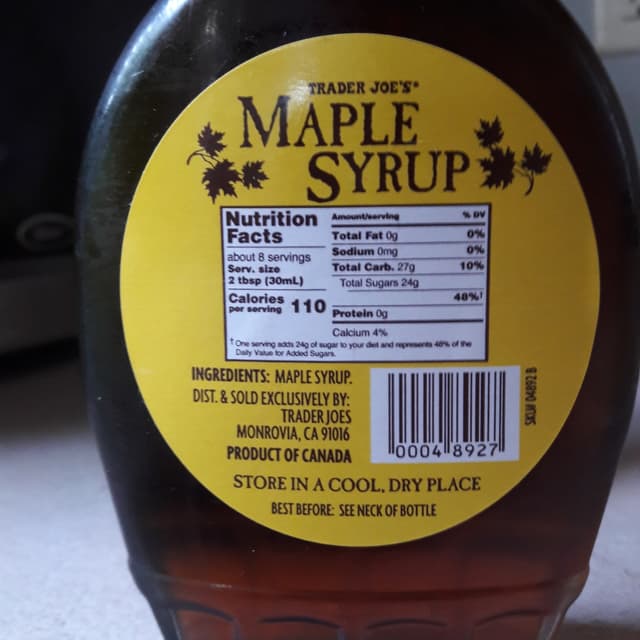 TRADER JOE'S®
MAPLE
SYRUP
Nutrition
Facts
about 8 servings
Serv. size
2 tbsp (30mL)
Calories
per serving 110
Amount/serving % DV
Total Fat 0g 0%
Sodium 0mg 0%
Total Carb. 27g 10%
Total Sugars 24g
48%†
Protein 0g
Calcium 4%
† One serving adds 24g of sugar to your diet and represents 48% of the
Daily Value for Added Sugars.
INGREDIENTS: MAPLE SYRUP.
DIST. & SOLD EXCLUSIVELY BY:
TRADER JOES
MONROVIA, CA 91016
PRODUCT OF CANADA
0004 8927
SKU# 04892 B
STORE IN A COOL, DRY PLACE
BEST BEFORE: SEE NECK OF BOTTLE